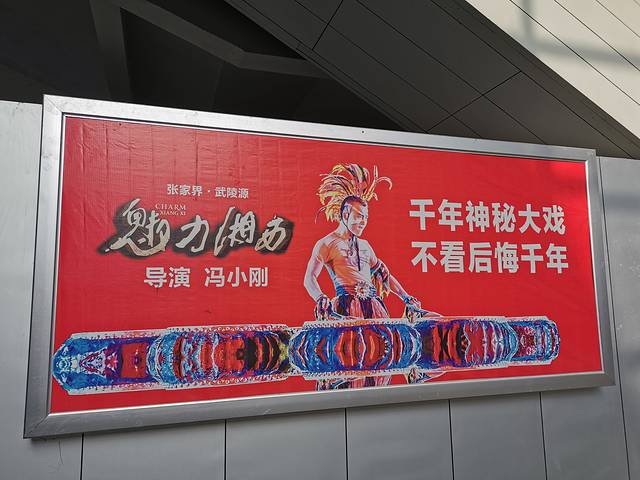 张家界·武陵源
CHARM
XIANG XI
魅力湘西
导演 冯小刚
千年神秘大戏
不看后悔千年